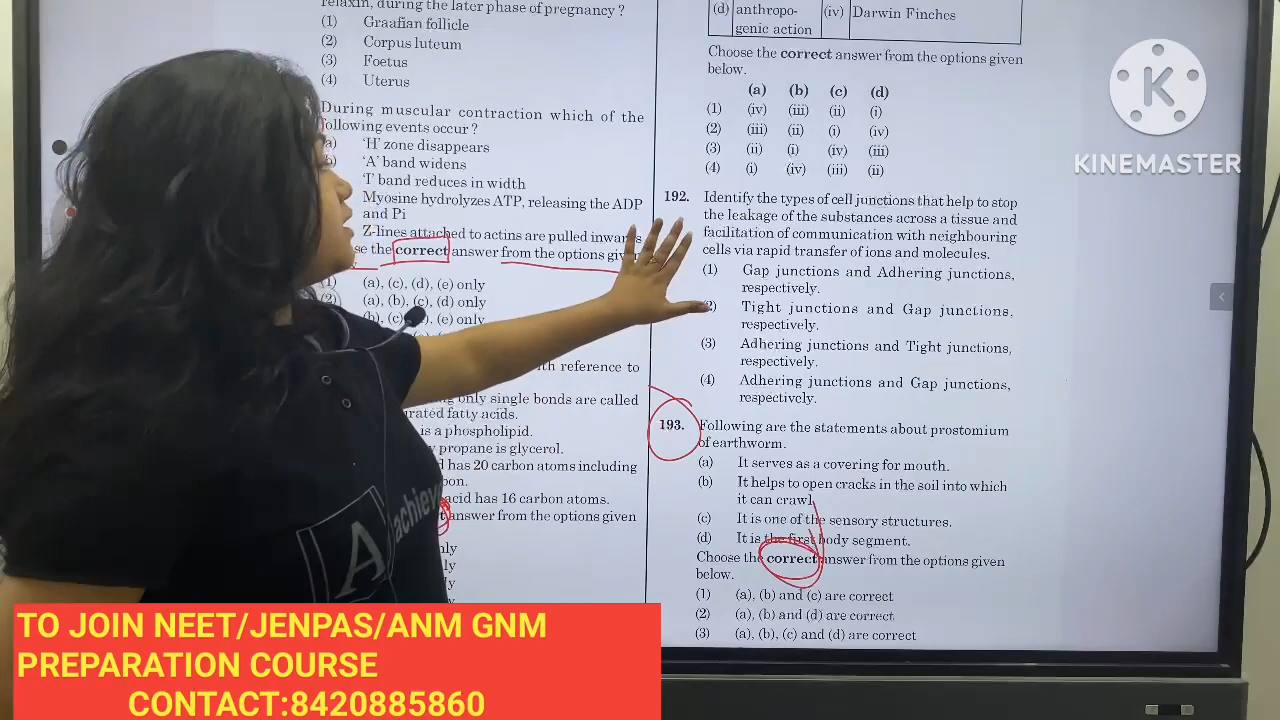 relaxin, during the later phase of pregnancy ?
(1) Graafian follicle
(2) Corpus luteum
(3) Foetus
(4) Uterus
During muscular contraction which of the
following events occur ?
'H' zone disappears
'A' band widens
'I' band reduces in width
Myosine hydrolyzes ATP, releasing the ADP
and Pi
Z-lines attached to actins are pulled inwards
the correct answer from the options given
(1) (a), (c), (d), (e) only
(2) (a), (b), (c), (d) only
(b), (c), (e) only
reference to
only single bonds are called
fatty acids.
is a phospholipid.
propane is glycerol.
has 20 carbon atoms including
acid has 16 carbon atoms.
answer from the options given
(d) anthropo- (iv) Darwin Finches
genic action
Choose the correct answer from the options given
below.
(a) (b) (c) (d)
(1) (iv) (iii) (ii) (i)
(2) (iii) (ii) (i) (iv)
(3) (ii) (i) (iv) (iii)
(4) (i) (iv) (iii) (ii)
192. Identify the types of cell junctions that help to stop
the leakage of the substances across a tissue and
facilitation of communication with neighbouring
cells via rapid transfer of ions and molecules.
(1) Gap junctions and Adhering junctions,
respectively.
(2) Tight junctions and Gap junctions,
respectively.
(3) Adhering junctions and Tight junctions,
respectively.
(4) Adhering junctions and Gap junctions,
respectively.
193. Following are the statements about prostomium
of earthworm.
(a) It serves as a covering for mouth.
(b) It helps to open cracks in the soil into which
it can crawl.
(c) It is one of the sensory structures.
(d) It is the first body segment.
Choose the correct answer from the options given
below.
(1) (a), (b) and (c) are correct
(2) (a), (b) and (d) are correct
(3) (a), (b), (c) and (d) are correct
K
KINEMASTER
A
achieve
TO JOIN NEET/JENPAS/ANM GNM
PREPARATION COURSE
CONTACT:8420885860